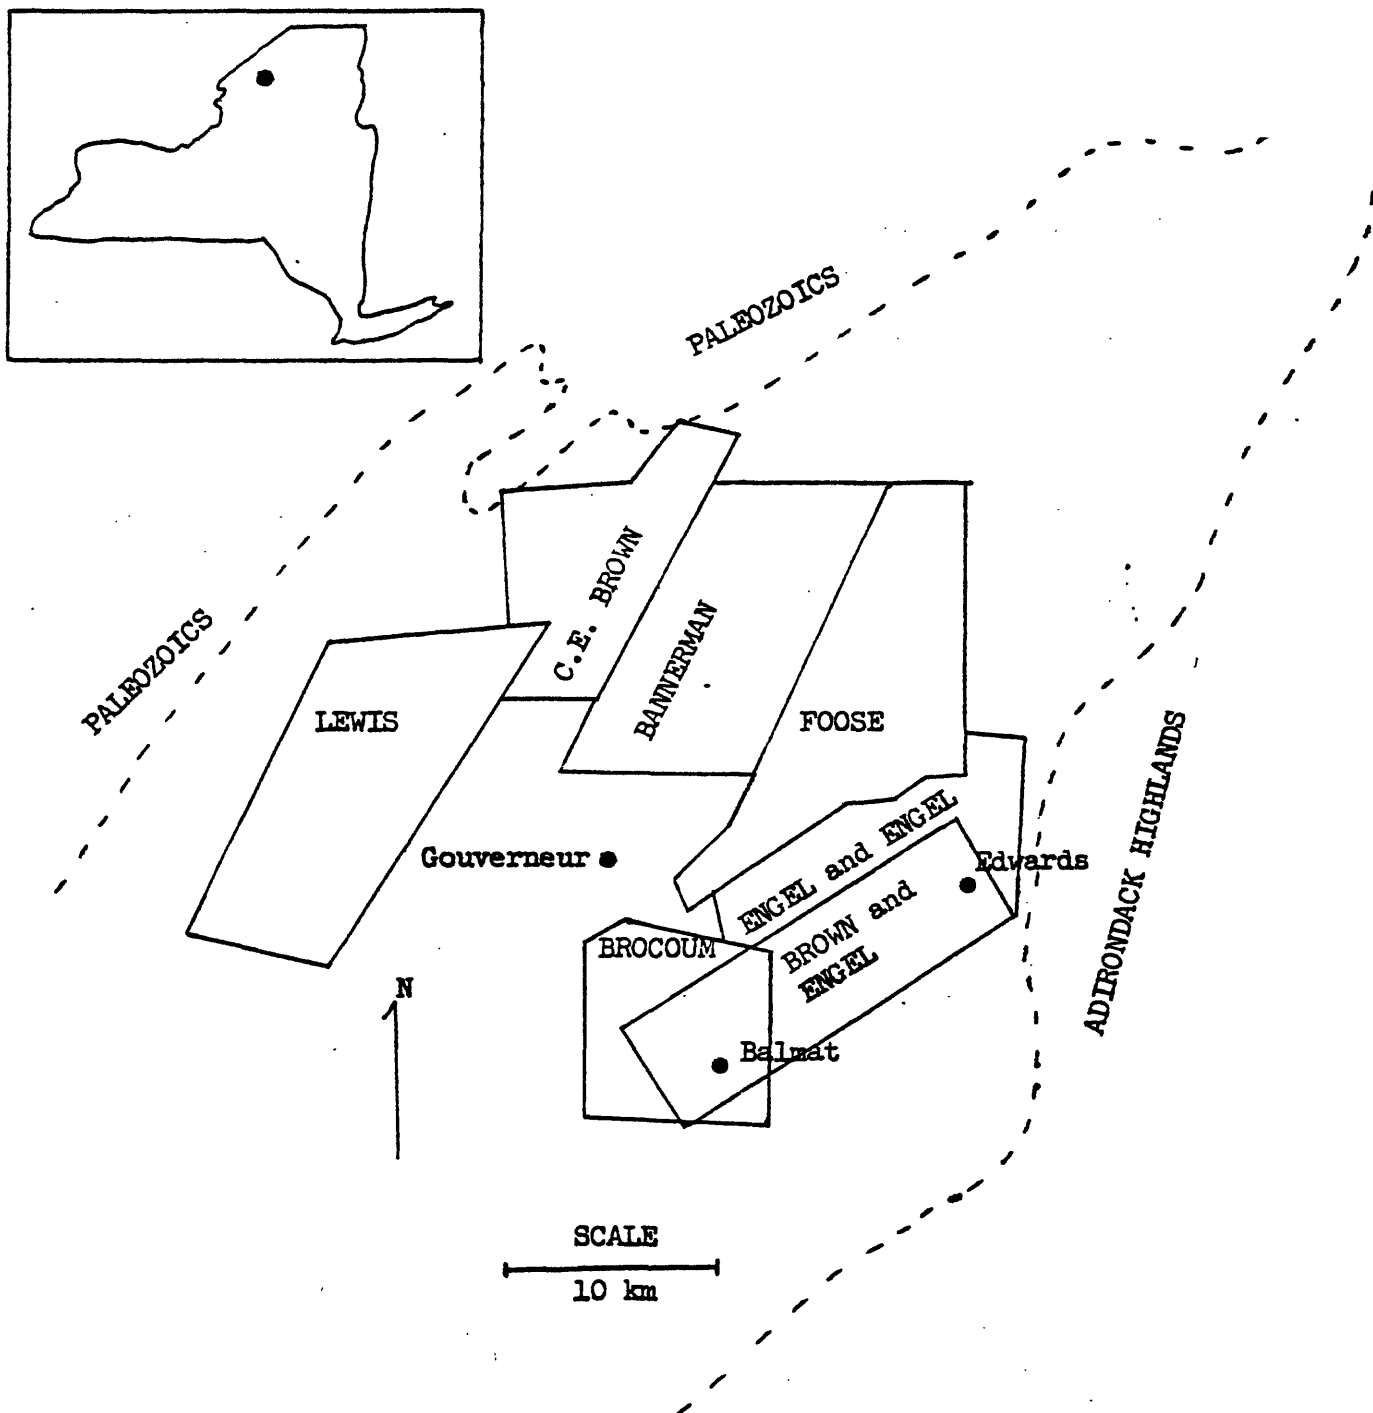 PALEOZOICS
PALEOZOICS
C.E. BROWN
BANNERMAN
LEWIS
FOOSE
ENGEL and ENGEL
Gouverneur
Edwards
BROWN and
ENGEL
BROCOUM
ADIRONDACK HIGHLANDS
N
Balmat
SCALE
10 km